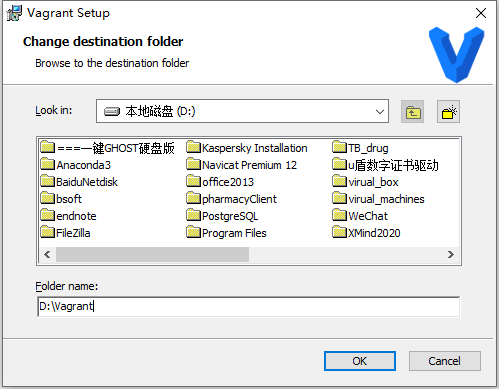 Vagrant Setup
Change destination folder
Browse to the destination folder
Look in:
本地磁盘 (D:)
===一键GHOST硬盘版
Kaspersky Installation
TB_drug
Anaconda3
Navicat Premium 12
u盾数字证书驱动
BaiduNetdisk
office2013
virual_box
bsoft
pharmacyClient
virual_machines
endnote
PostgreSQL
WeChat
FileZilla
Program Files
XMind2020
Folder name:
D:\Vagrant
OK
Cancel